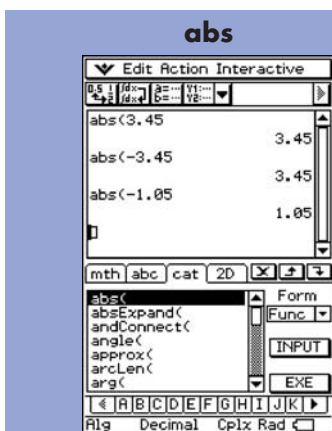 abs
Edit Action Interactive
abs(3.45
3.45
abs(-3.45
3.45
abs(-1.05
1.05
mth abc cat 2D
abs(
absExpand(
andConnect(
angle(
approx(
arcLen(
arg(
Form
Func
INPUT
EXE
A B C D E F G H I J K
Alg Decimal Cplx Rad